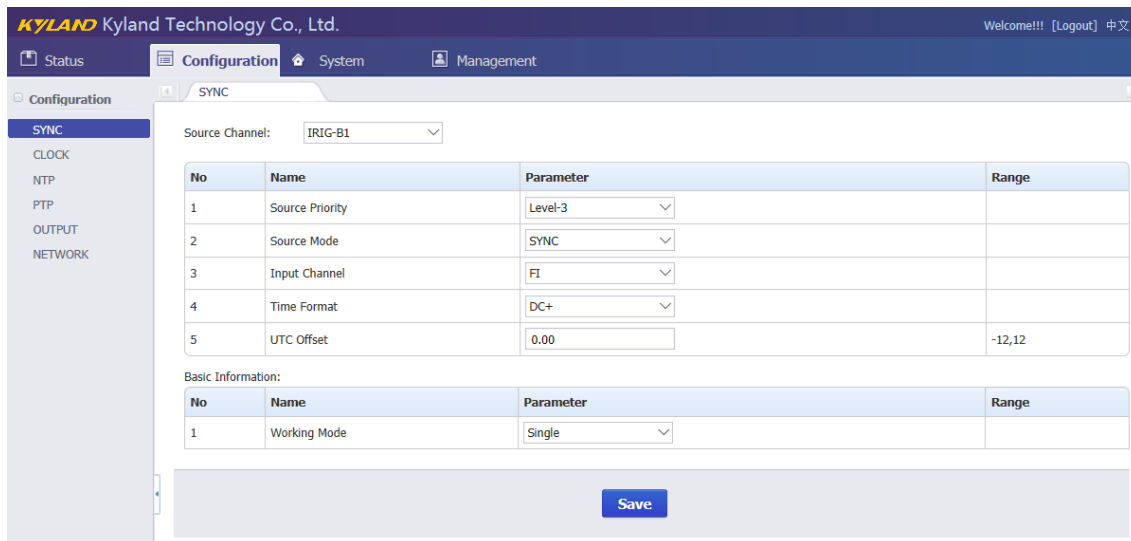 KYLAND Kyland Technology Co., Ltd. Welcome!!! [Logout] 中文
Status Configuration System Management
Configuration SYNC
SYNC
CLOCK
NTP
PTP
OUTPUT
NETWORK
Source Channel: IRIG-B1
No Name Parameter Range
1 Source Priority Level-3
2 Source Mode SYNC
3 Input Channel FI
4 Time Format DC+
5 UTC Offset 0.00 -12,12
Basic Information:
No Name Parameter Range
1 Working Mode Single
Save